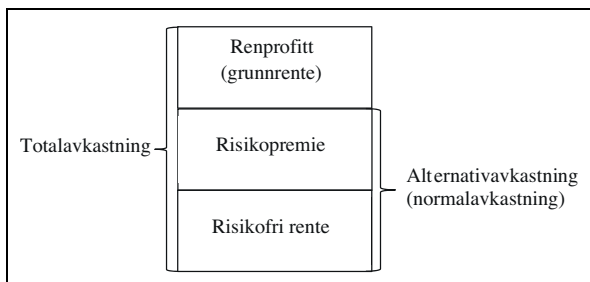 Renprofitt
(grunnrente)
Totalavkastning
Risikopremie
Alternativavkastning
(normalavkastning)
Risikofri rente